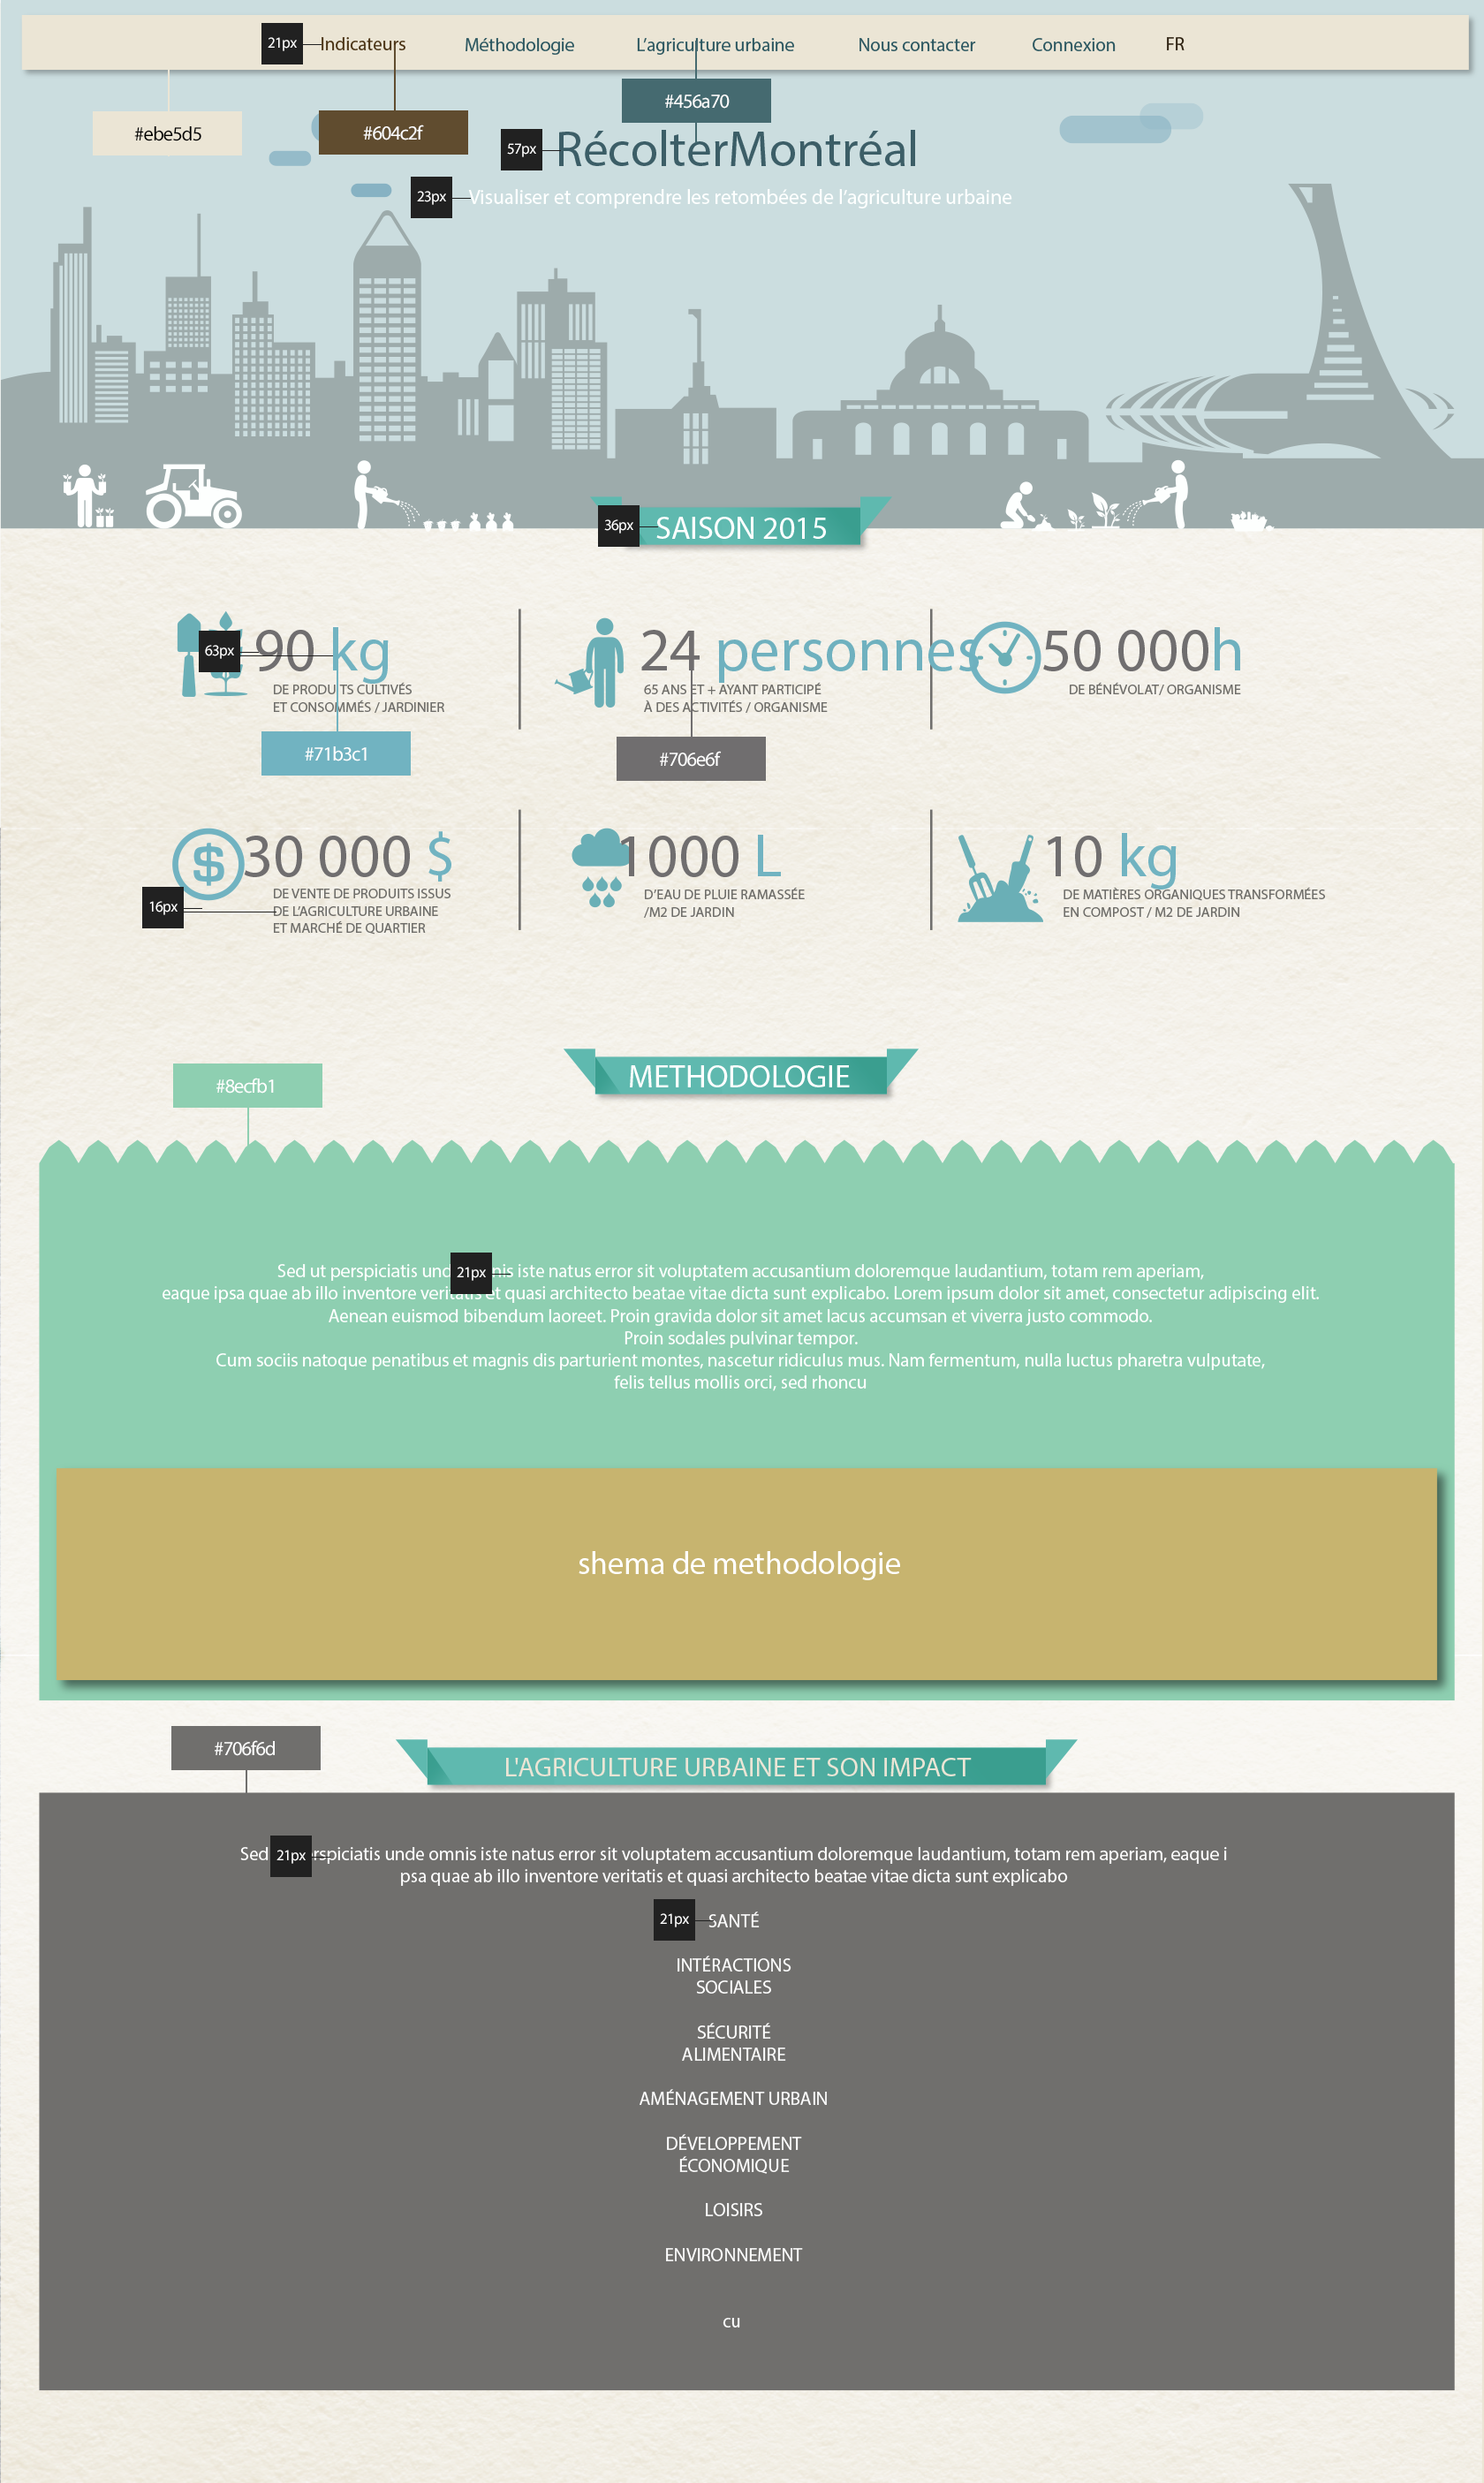 21px Indicateurs Méthodologie L'agriculture urbaine Nous contacter Connexion FR
#456a70
#ebe5d5 #604c2f
57px RécolterMontréal
23px Visualiser et comprendre les retombées de l'agriculture urbaine
36px SAISON 2015
63px 90 kg
DE PRODUITS CULTIVÉS
ET CONSOMMÉS / JARDINIER
24 personnes
65 ANS ET + AYANT PARTICIPÉ
À DES ACTIVITÉS / ORGANISME
50 000h
DE BÉNÉVOLAT/ ORGANISME
#71b3c1
#706e6f
$ 30 000 $
16px
DE VENTE DE PRODUITS ISSUS
DE L'AGRICULTURE URBAINE
ET MARCHÉ DE QUARTIER
1000 L
D'EAU DE PLUIE RAMASSÉE
/M2 DE JARDIN
10 kg
DE MATIÈRES ORGANIQUES TRANSFORMÉES
EN COMPOST / M2 DE JARDIN
METHODOLOGIE
#8ecfb1
Sed ut perspiciatis 21px iste natus error sit voluptatem accusantium doloremque laudantium, totam rem aperiam,
eaque ipsa quae ab illo inventore veritatis et quasi architecto beatae vitae dicta sunt explicabo. Lorem ipsum dolor sit amet, consectetur adipiscing elit.
Aenean euismod bibendum laoreet. Proin gravida dolor sit amet lacus accumsan et viverra justo commodo.
Proin sodales pulvinar tempor.
Cum sociis natoque penatibus et magnis dis parturient montes, nascetur ridiculus mus. Nam fermentum, nulla luctus pharetra vulputate,
felis tellus mollis orci, sed rhoncu
shema de methodologie
#706f6d
L'AGRICULTURE URBAINE ET SON IMPACT
Sed 21px unde omnis iste natus error sit voluptatem accusantium doloremque laudantium, totam rem aperiam, eaque i
psa quae ab illo inventore veritatis et quasi architecto beatae vitae dicta sunt explicabo
21px SANTÉ
INTÉRACTIONS
SOCIALES
SÉCURITÉ
ALIMENTAIRE
AMÉNAGEMENT URBAIN
DÉVELOPPEMENT
ÉCONOMIQUE
LOISIRS
ENVIRONNEMENT
cu